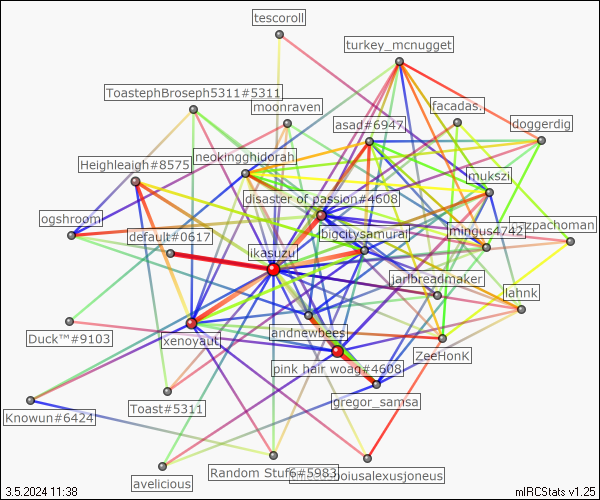 tescoroll
turkey_mcnugget
ToastephBroseph5311#5311
moonraven
facadas.
asad#6947
doggerdig
neokingghidorah
Heighleigh#8575
mukszi
disaster of passion#4608
ogshroom
mingus4742
zpachoman
default#0617
bigcitysamurai
ikasuzu
jarlbreadmaker
lahnk
Duck™#9103
xenoyaut
andnewbees
ZeeHonK
pink hair woag#4608
Knowun#6424
Toast#5311
gregor_samsa
avelicious
Random Stuf6#5983
oiusalexusjoneus
3.5.2024 11:38
mIRCStats v1.25